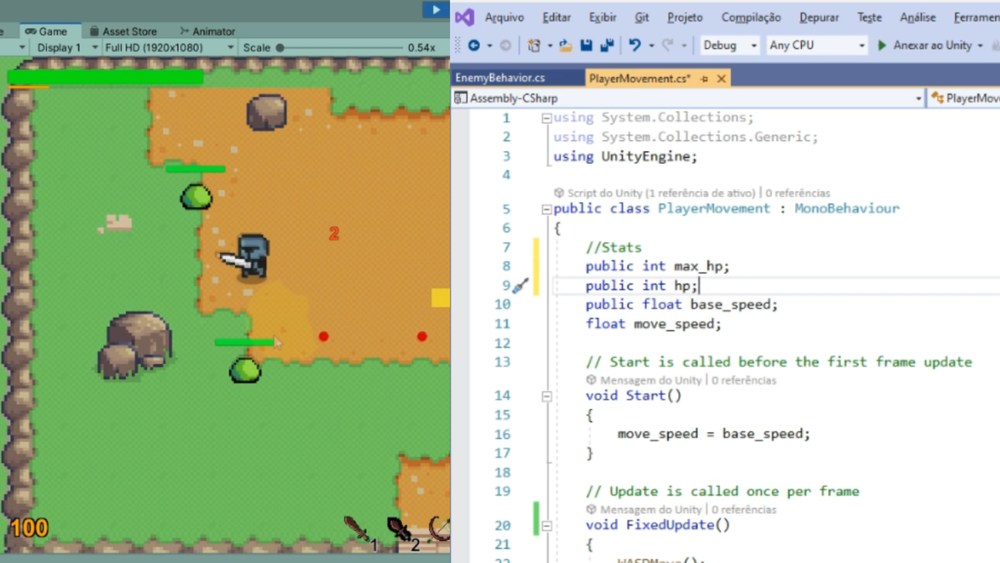 Game Asset Store Animator
Display 1 Full HD (1920x1080) Scale 0.54x
2
100
1
2
Arquivo Editar Exibir Git Projeto Compilação Depurar Teste Análise Ferramen
Debug Any CPU Anexar ao Unity
EnemyBehavior.cs PlayerMovement.cs*
Assembly-CSharp PlayerMov
1 using System.Collections;
2 using System.Collections.Generic;
3 using UnityEngine;
4
Script do Unity (1 referência de ativo) | 0 referências
5 public class PlayerMovement : MonoBehaviour
6 {
7 //Stats
8 public int max_hp;
9 public int hp;
10 public float base_speed;
11 float move_speed;
12
13 // Start is called before the first frame update
Mensagem do Unity | 0 referências
14 void Start()
15 {
16 move_speed = base_speed;
17 }
18
19 // Update is called once per frame
Mensagem do Unity | 0 referências
20 void FixedUpdate()
21 {